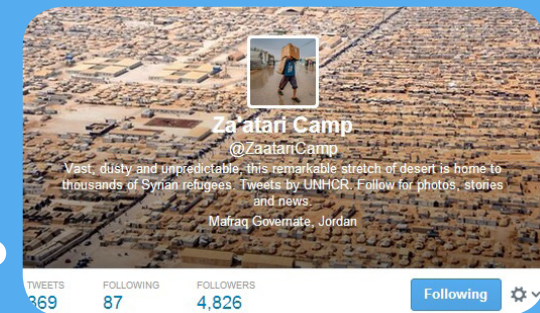 Za'atari Camp
@ZaatariCamp
Vast, dusty and unpredictable, this remarkable stretch of desert is home to
thousands of Syrian refugees. Tweets by UNHCR. Follow for photos, stories
and news.
Mafraq Governate, Jordan
TWEETS FOLLOWING FOLLOWERS
369 87 4,826
Following